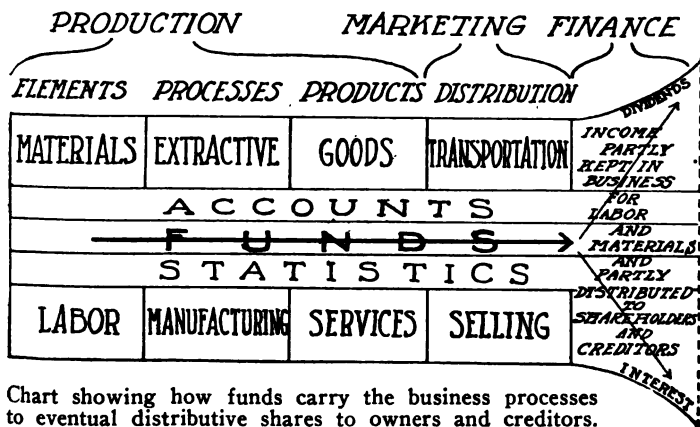 PRODUCTION MARKETING FINANCE
ELEMENTS PROCESSES PRODUCTS DISTRIBUTION
MATERIALS EXTRACTIVE GOODS TRANSPORTATION
ACCOUNTS
FUNDS
STATISTICS
LABOR MANUFACTURING SERVICES SELLING
DIVIDENDS
INCOME
PARTLY
KEPT IN
BUSINESS
FOR
LABOR
AND
MATERIALS
AND
PARTLY
DISTRIBUTED
TO
SHAREHOLDERS
AND
CREDITORS
INTEREST
Chart showing how funds carry the business processes
to eventual distributive shares to owners and creditors.